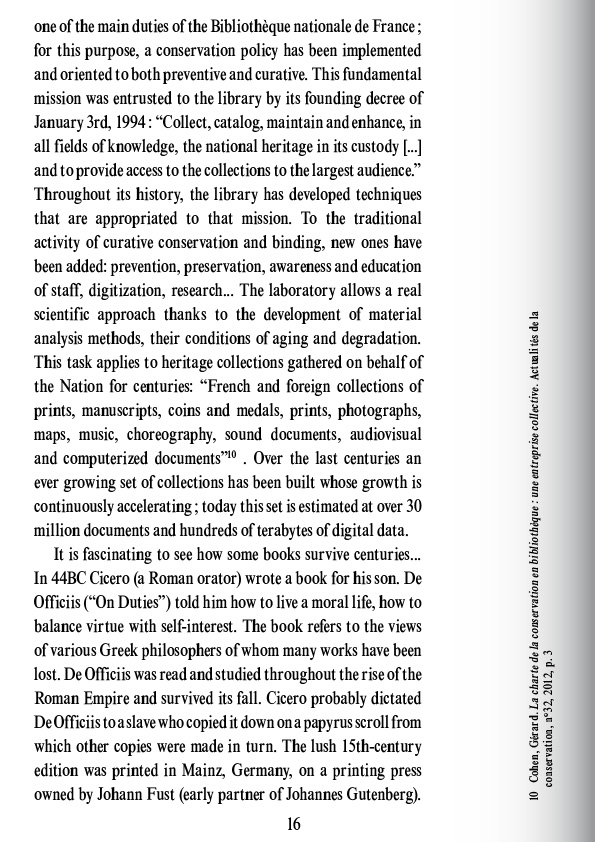 one of the main duties of the Bibliothèque nationale de France ;
for this purpose, a conservation policy has been implemented
and oriented to both preventive and curative. This fundamental
mission was entrusted to the library by its founding decree of
January 3rd, 1994 : “Collect, catalog, maintain and enhance, in
all fields of knowledge, the national heritage in its custody [...]
and to provide access to the collections to the largest audience.”
Throughout its history, the library has developed techniques
that are appropriated to that mission. To the traditional
activity of curative conservation and binding, new ones have
been added: prevention, preservation, awareness and education
of staff, digitization, research... The laboratory allows a real
scientific approach thanks to the development of material
analysis methods, their conditions of aging and degradation.
This task applies to heritage collections gathered on behalf of
the Nation for centuries: “French and foreign collections of
prints, manuscripts, coins and medals, prints, photographs,
maps, music, choreography, sound documents, audiovisual
and computerized documents”10 . Over the last centuries an
ever growing set of collections has been built whose growth is
continuously accelerating ; today this set is estimated at over 30
million documents and hundreds of terabytes of digital data.
It is fascinating to see how some books survive centuries...
In 44BC Cicero (a Roman orator) wrote a book for his son. De
Officiis (“On Duties”) told him how to live a moral life, how to
balance virtue with self-interest. The book refers to the views
of various Greek philosophers of whom many works have been
lost. De Officiis was read and studied throughout the rise of the
Roman Empire and survived its fall. Cicero probably dictated
De Officiis to a slave who copied it down on a papyrus scroll from
which other copies were made in turn. The lush 15th-century
edition was printed in Mainz, Germany, on a printing press
owned by Johann Fust (early partner of Johannes Gutenberg).
16
10 Cohen, Gérard. La charte de la conservation en bibliothèque : une entreprise collective. Actualités de la
conservation, n°32, 2012, p. 3